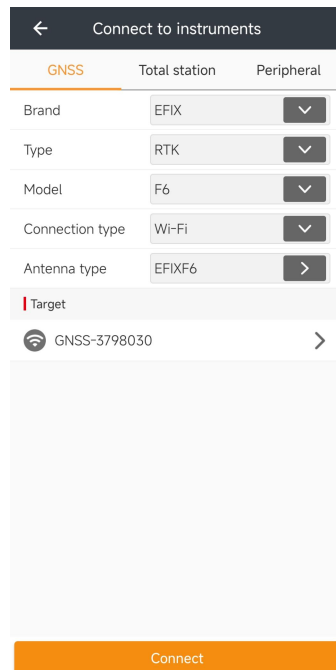 Connect to instruments
GNSS Total station Peripheral
Brand EFIX
Type RTK
Model F6
Connection type Wi-Fi
Antenna type EFIXF6
Target
GNSS-3798030
Connect